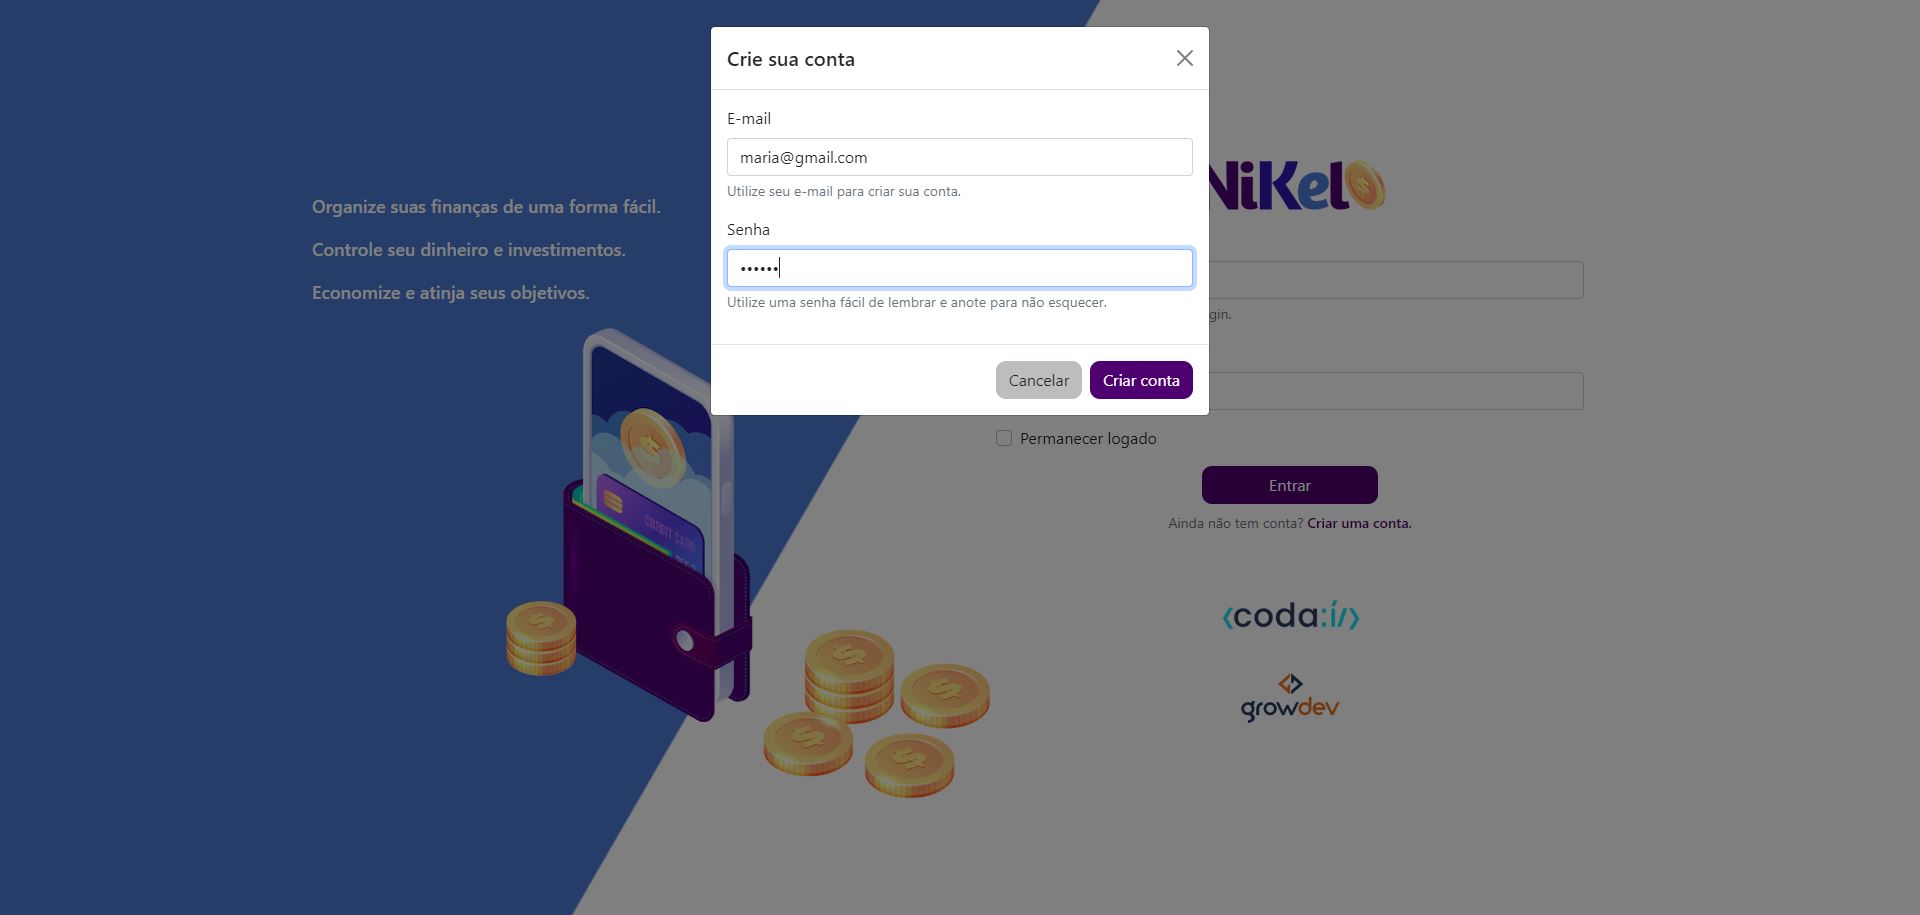 Crie sua conta
E-mail
maria@gmail.com
Utilize seu e-mail para criar sua conta.
Senha
••••••
Utilize uma senha fácil de lembrar e anote para não esquecer.
Cancelar
Criar conta
Organize suas finanças de uma forma fácil.
Controle seu dinheiro e investimentos.
Economize e atinja seus objetivos.
CREDIT CARD
NiKel
gin.
Permanecer logado
Entrar
Ainda não tem conta? Criar uma conta.
<coda:í/>
growdev